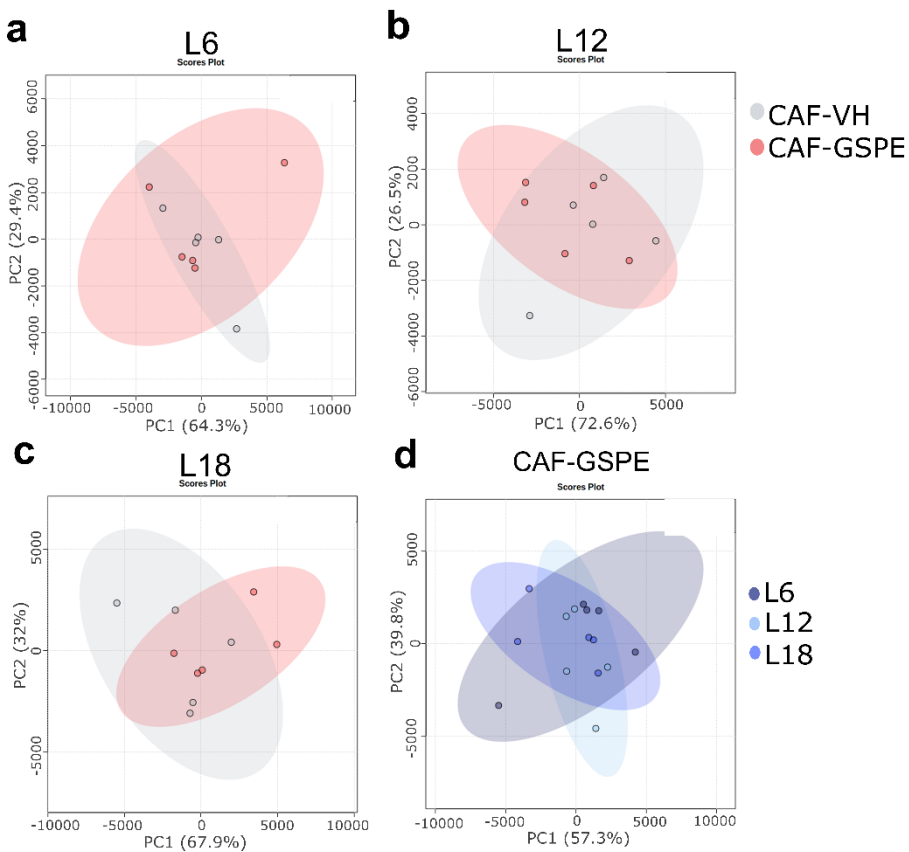 a
L6
Scores Plot
6000
4000
2000
0
-2000
-4000
-6000
PC2 (29.4%)
-10000 -5000 0 5000 10000
PC1 (64.3%)
b
L12
Scores Plot
4000
2000
0
-2000
-4000
-6000
PC2 (26.5%)
-5000 0 5000
PC1 (72.6%)
CAF-VH
CAF-GSPE
c
L18
Scores Plot
5000
0
-5000
PC2 (32%)
-10000 -5000 0 5000 10000
PC1 (67.9%)
d
CAF-GSPE
Scores Plot
5000
0
-5000
PC2 (39.8%)
-10000 -5000 0 5000 10000
PC1 (57.3%)
L6
L12
L18